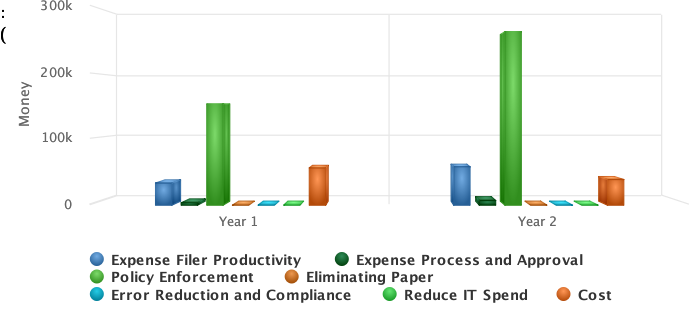 :
(
300k
200k
100k
0
Money
Year 1 Year 2
Expense Filer Productivity Expense Process and Approval
Policy Enforcement Eliminating Paper
Error Reduction and Compliance Reduce IT Spend Cost